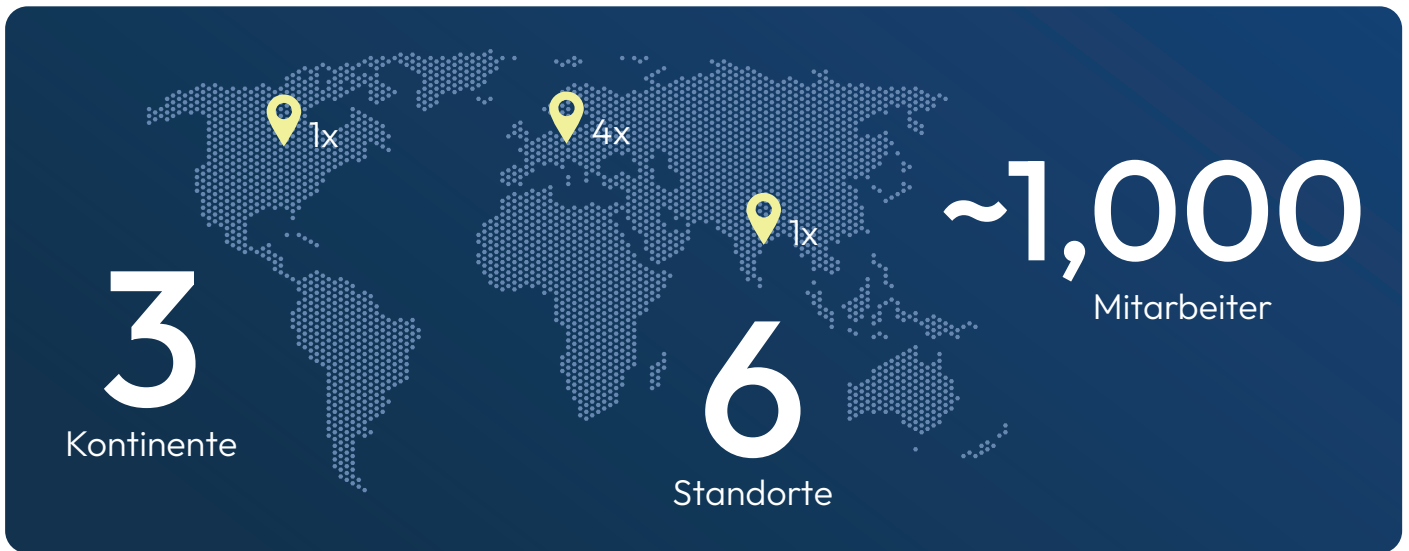 1x
4x
1x
~1,000
Mitarbeiter
3
Kontinente
6
Standorte